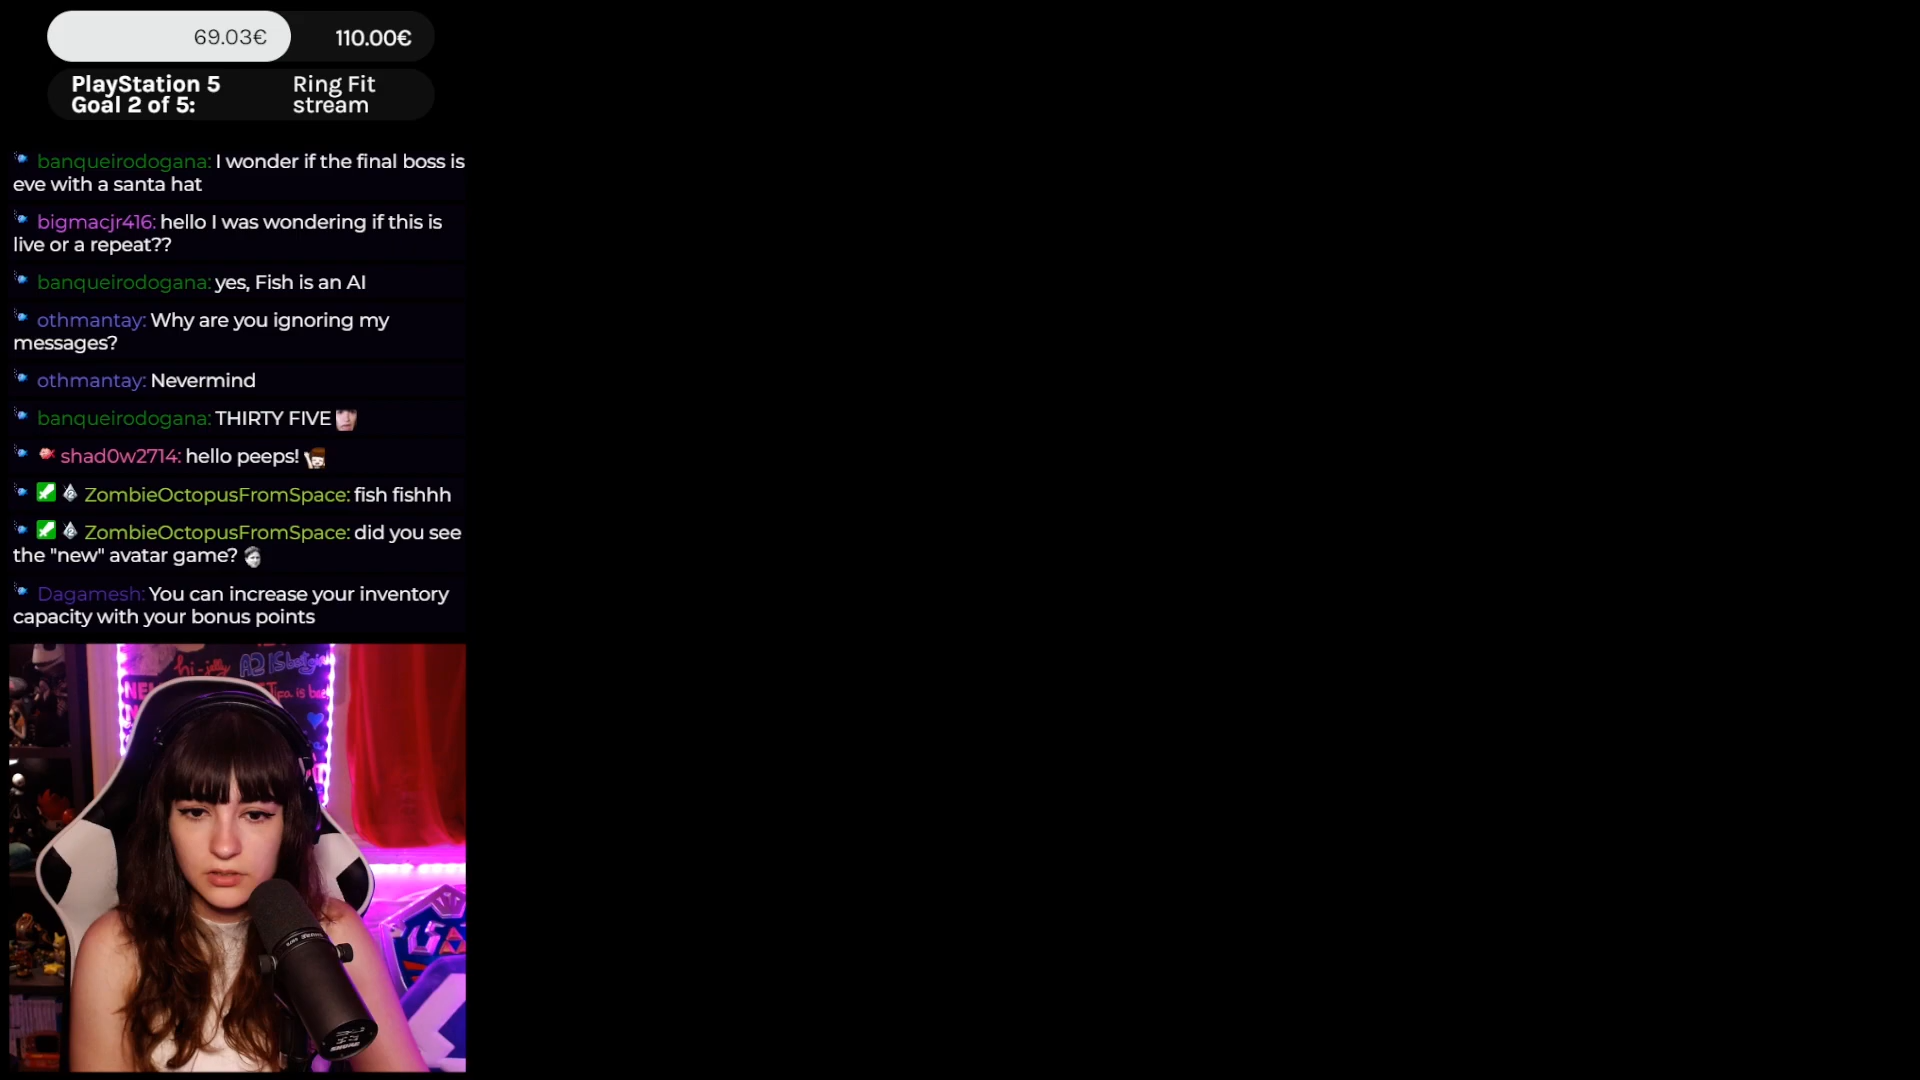 69.03€ 110.00€
PlayStation 5 Ring Fit
Goal 2 of 5: stream
banqueirodogana: I wonder if the final boss is
eve with a santa hat
bigmacjr416: hello I was wondering if this is
live or a repeat??
banqueirodogana: yes, Fish is an AI
othmantay: Why are you ignoring my
messages?
othmantay: Nevermind
banqueirodogana: THIRTY FIVE
shad0w2714: hello peeps!
ZombieOctopusFromSpace: fish fishhh
ZombieOctopusFromSpace: did you see
the "new" avatar game?
Dagamesh: You can increase your inventory
capacity with your bonus points
hi-jelly
is